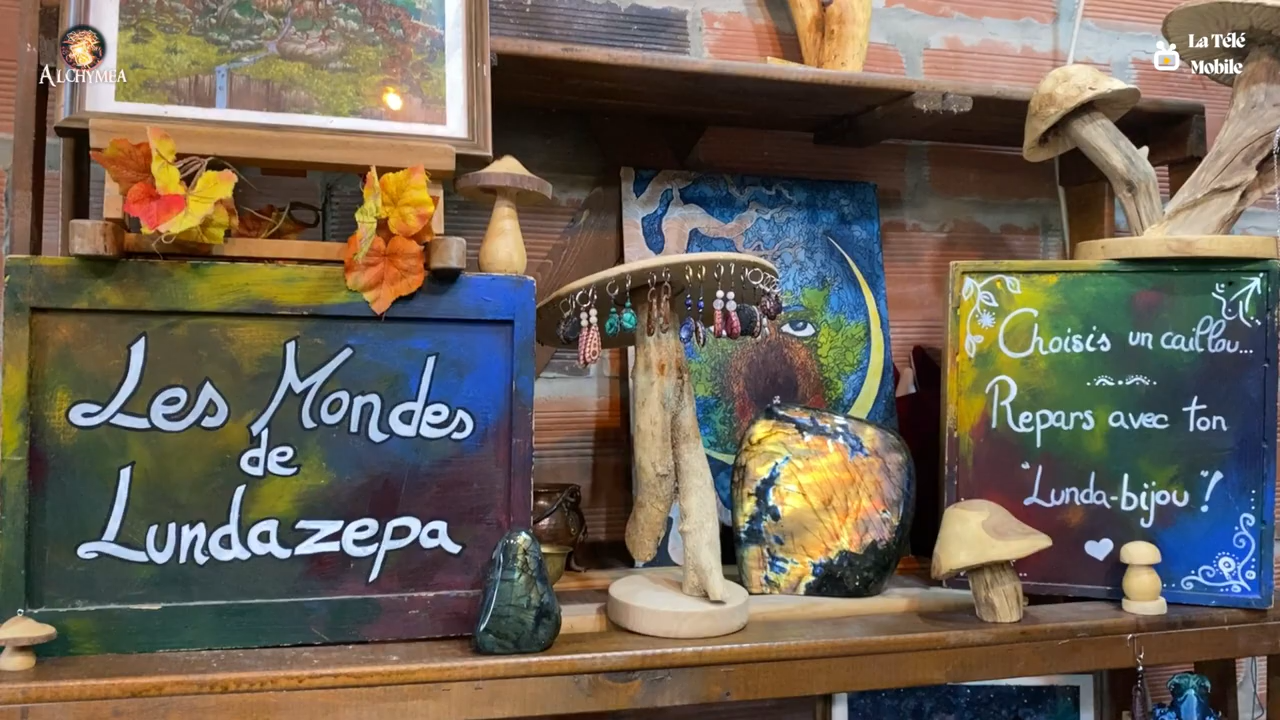 ALCHYMEA
La Télé
Mobile
Les Mondes
de
Lundazepa
Choisis un caillou...
Repars avec ton
"Lunda-bijou"!